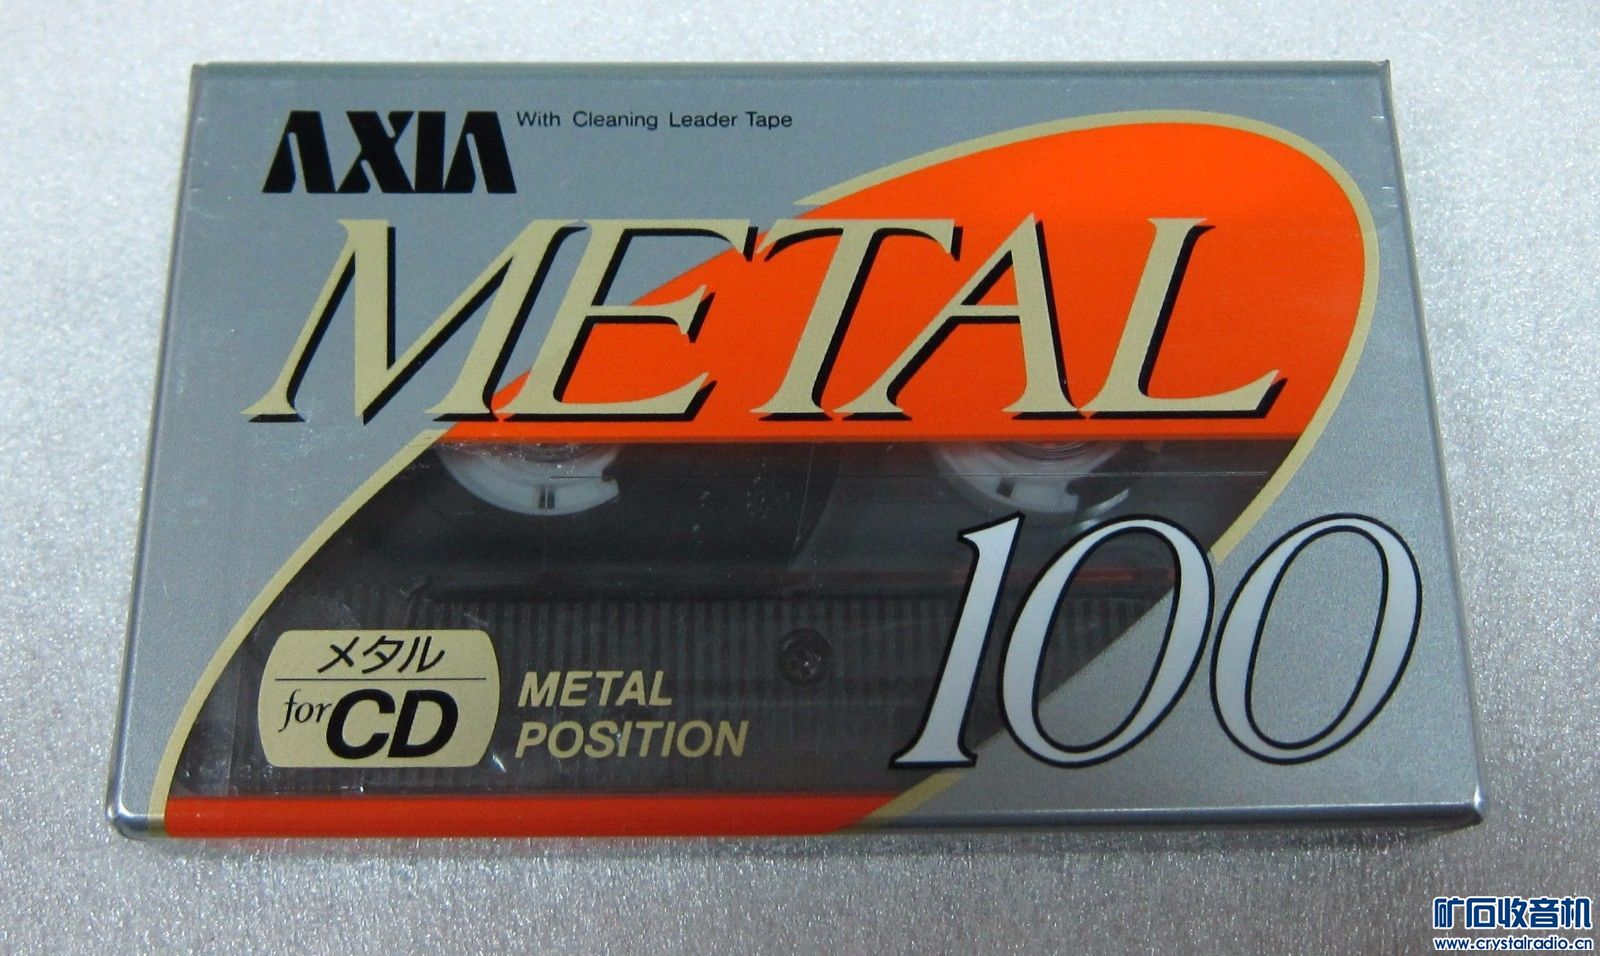 AXIA
With Cleaning Leader Tape
METAL
100
メタル
for CD
METAL
POSITION
矿石收音机
www.crystalradio.cn